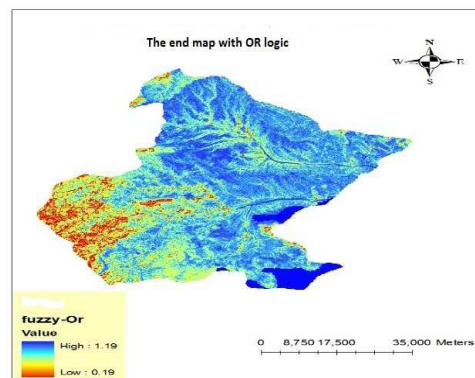 The end map with OR logic
N
W E
S
fuzzy-Or
Value
High : 1.19
Low : 0.19
0 8,750 17,500 35,000 Meters